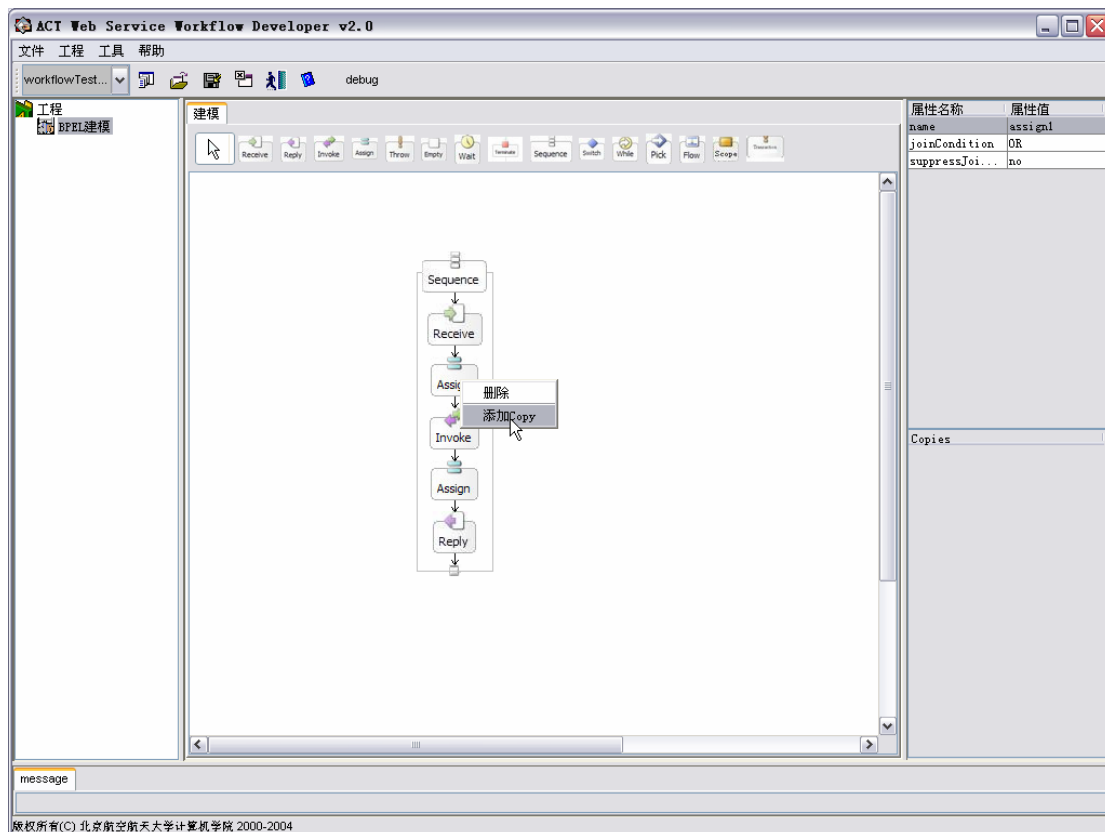 ACT Web Service Workflow Developer v2.0
文件 工程 工具 帮助
workflowTest... debug
工程
BPEL建模
建模
Receive Reply Invoke Assign Throw Empty Wait Terminate Sequence Switch While Pick Flow Scope
Sequence
Receive
Assig
删除
添加Copy
Invoke
Assign
Reply
属性名称 属性值
name assign1
joinCondition OR
suppressJoi... no
Copies
message
版权所有(C) 北京航空航天大学计算机学院 2000-2004